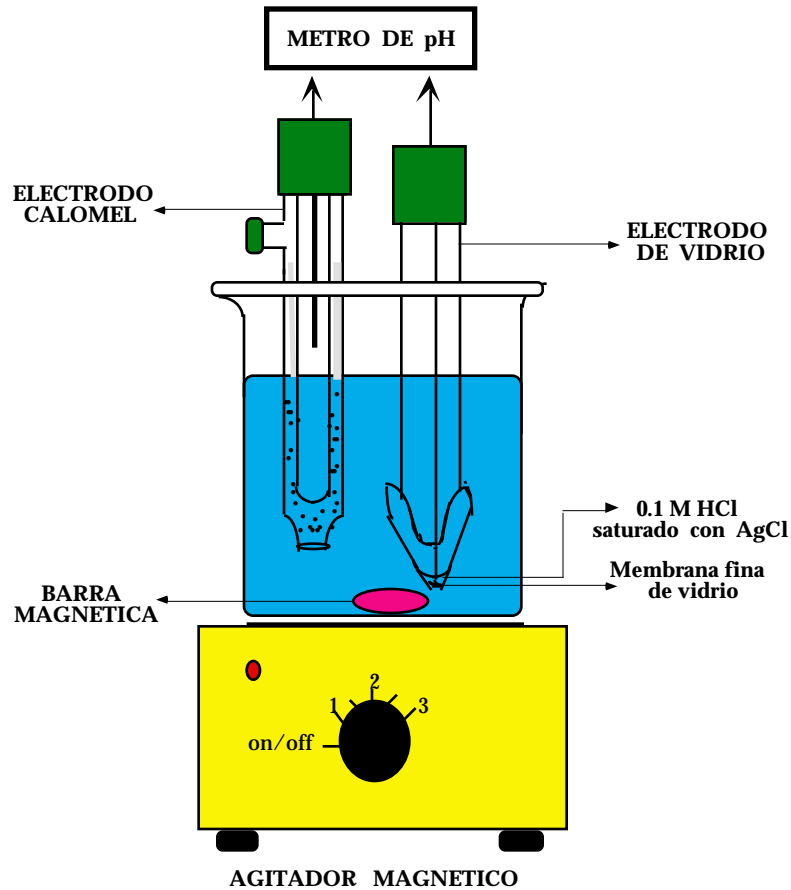 METRO DE pH
ELECTRODO
CALOMEL
ELECTRODO
DE VIDRIO
0.1 M HCl
saturado con AgCl
Membrana fina
de vidrio
BARRA
MAGNETICA
2
1
3
on/off
AGITADOR MAGNETICO